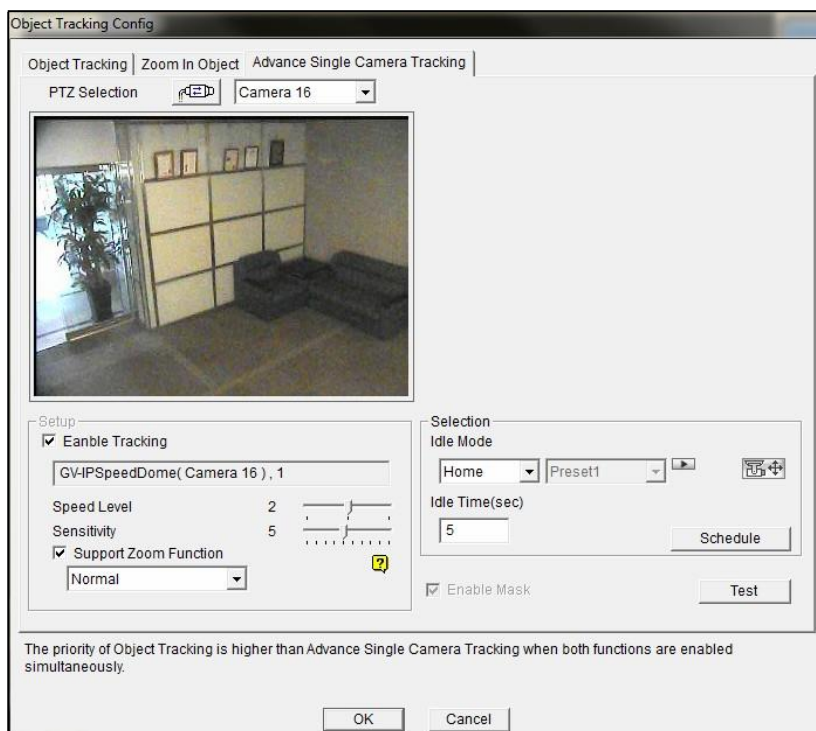 Object Tracking Config
Object Tracking
Zoom In Object
Advance Single Camera Tracking
PTZ Selection
Camera 16
Setup
Eanble Tracking
GV-IPSpeedDome( Camera 16 ) , 1
Speed Level 2
Sensitivity 5
Support Zoom Function
Normal
?
Selection
Idle Mode
Home
Preset1
Idle Time(sec)
5
Schedule
Enable Mask
Test
The priority of Object Tracking is higher than Advance Single Camera Tracking when both functions are enabled
simultaneously.
OK
Cancel